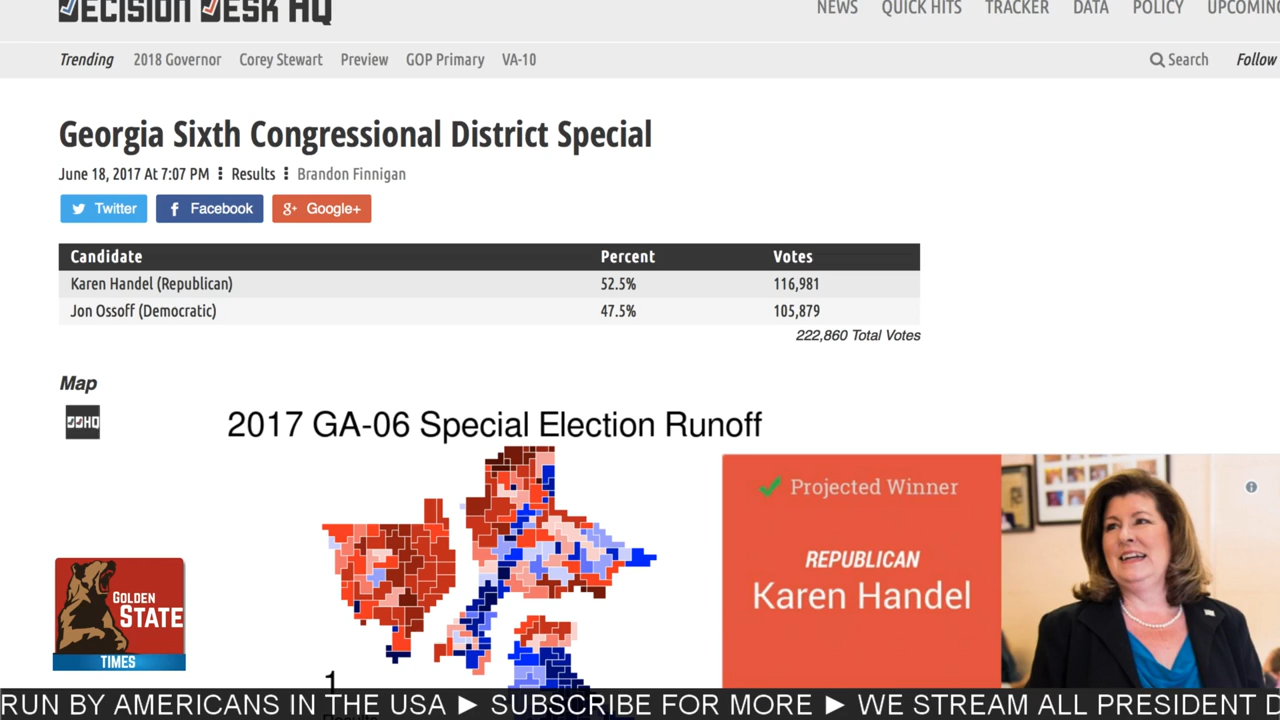 DECISION DESK HQ
NEWS QUICK HITS TRACKER DATA POLICY UPCOMING
Trending 2018 Governor Corey Stewart Preview GOP Primary VA-10 Search Follow
Georgia Sixth Congressional District Special
June 18, 2017 At 7:07 PM Results Brandon Finnigan
Twitter Facebook Google+
Candidate Percent Votes
Karen Handel (Republican) 52.5% 116,981
Jon Ossoff (Democratic) 47.5% 105,879
222,860 Total Votes
Map
HQ
2017 GA-06 Special Election Runoff
Projected Winner
REPUBLICAN
Karen Handel
GOLDEN
STATE
TIMES
1
RUN BY AMERICANS IN THE USA ► SUBSCRIBE FOR MORE ► WE STREAM ALL PRESIDENT D